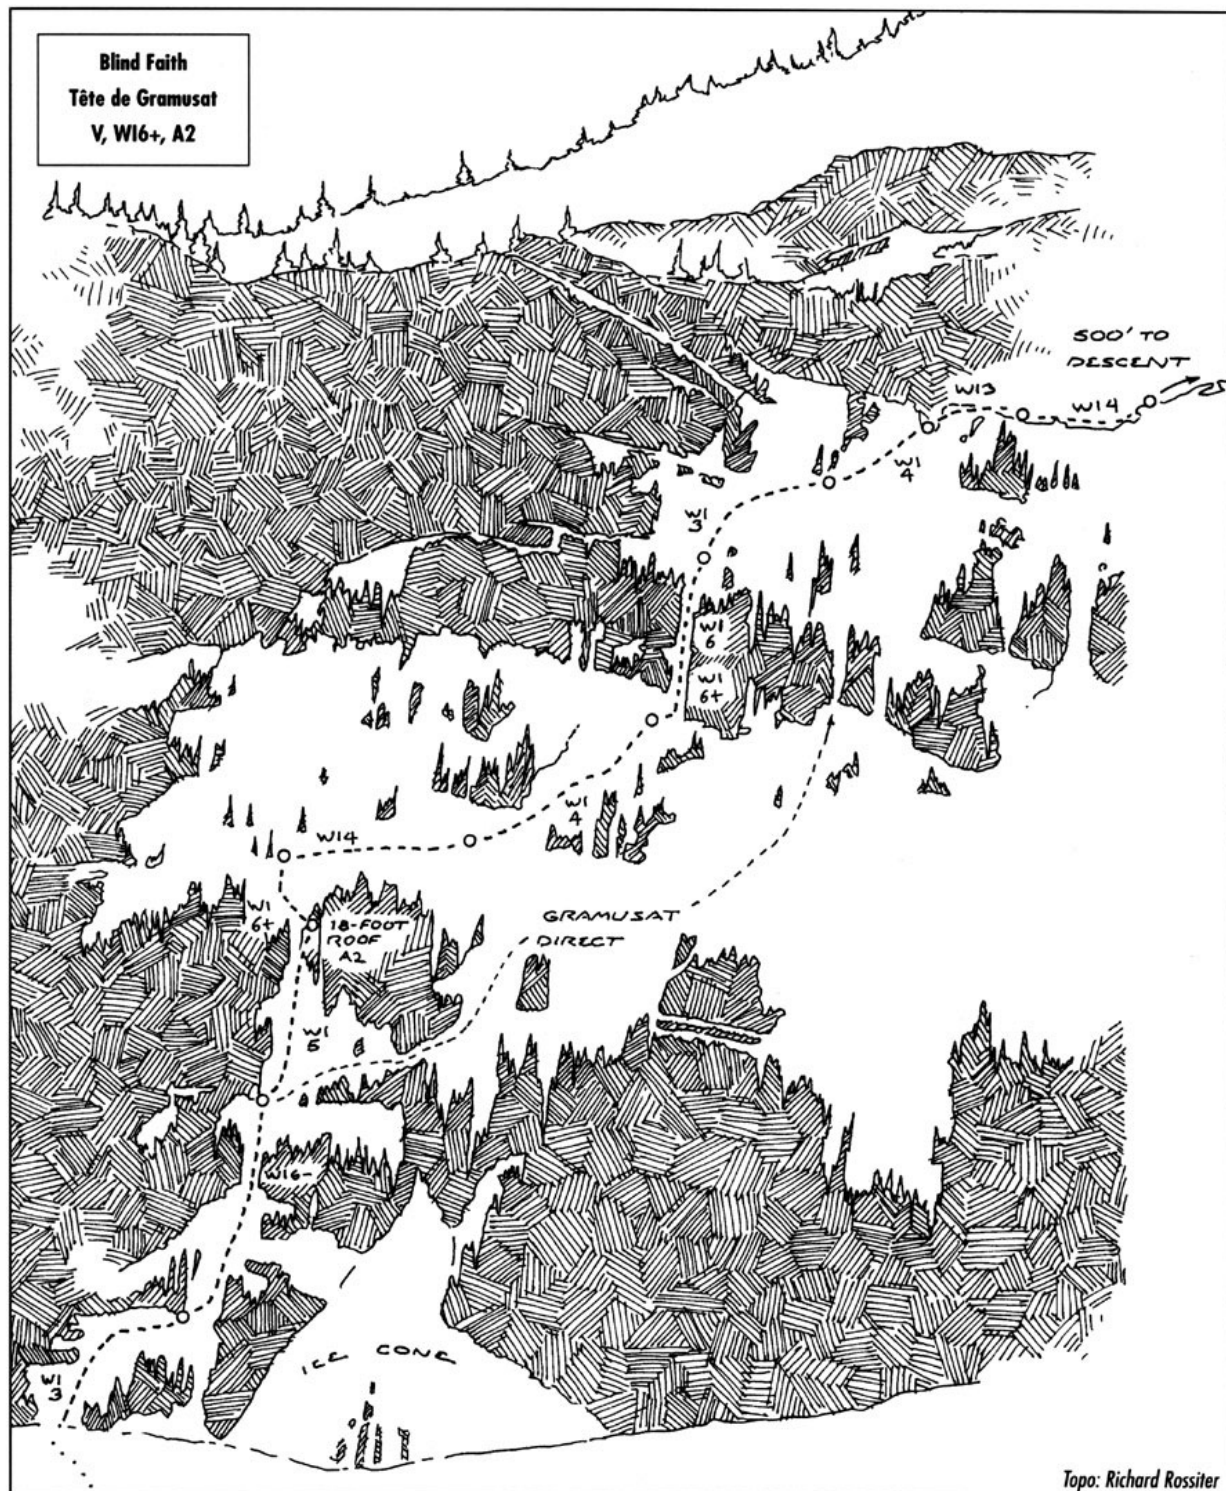 Blind Faith
Tête de Gramusat
V, WI6+, A2
500' TO
DESCENT
WI3
WI4
WI
4
WI
3
WI
6
WI
6+
WI
4
WI4
WI
6+
18-FOOT
ROOF
A2
GRAMUSAT
DIRECT
WI
5
WI6-
ICE CONE
WI
3
Topo: Richard Rossiter